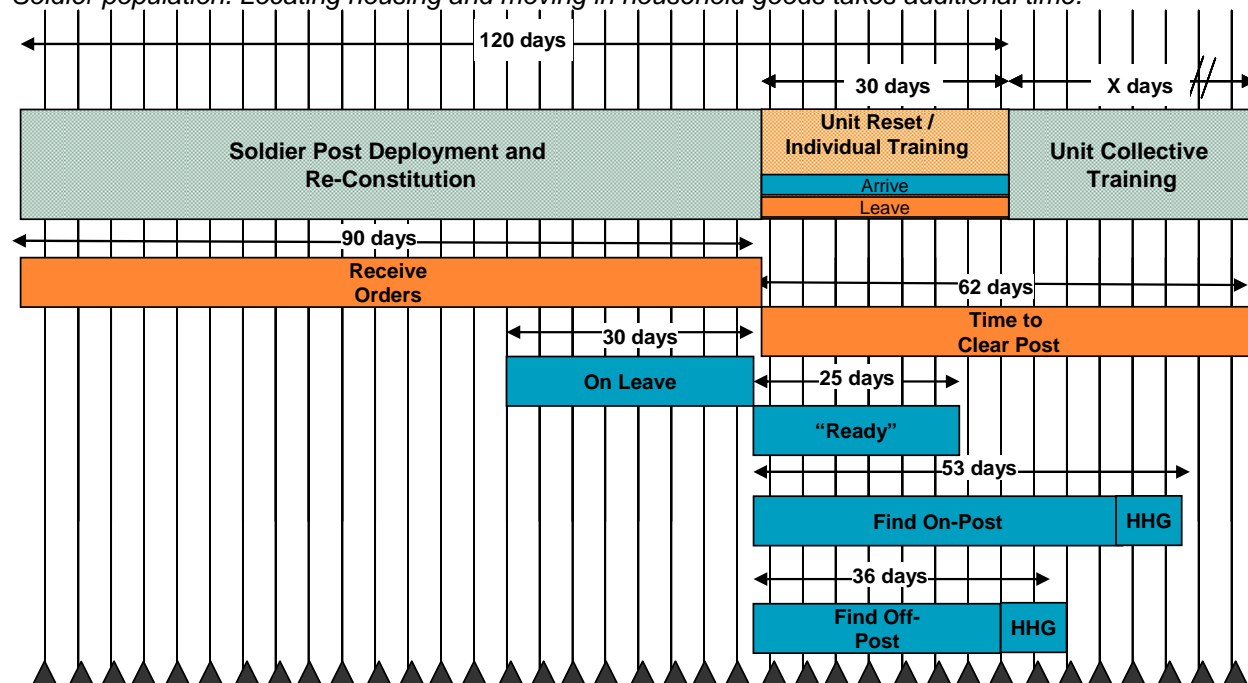 Soldier population. Locating housing and moving in household goods takes additional time.
120 days
30 days
X days
Soldier Post Deployment and
Re-Constitution
Unit Reset /
Individual Training
Arrive
Leave
Unit Collective
Training
90 days
Receive
Orders
62 days
Time to
Clear Post
30 days
On Leave
25 days
“Ready”
53 days
Find On-Post
HHG
36 days
Find Off-
Post
HHG